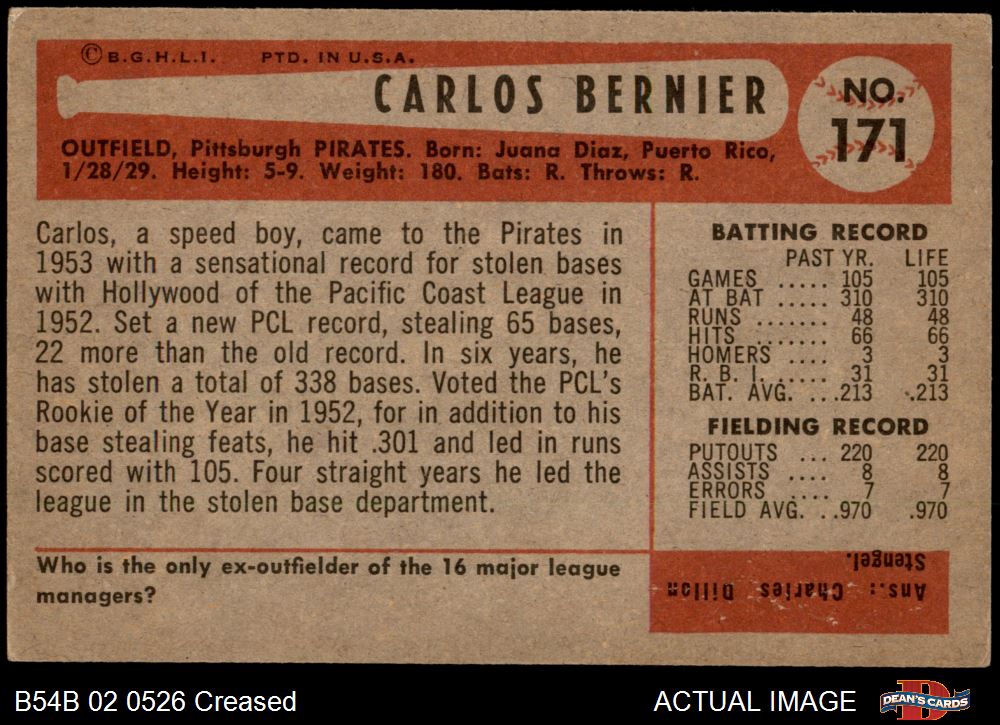 © B.G.H.L.I. PTD. IN U.S.A.
CARLOS BERNIER
NO.
171
OUTFIELD, Pittsburgh PIRATES. Born: Juana Diaz, Puerto Rico,
1/28/29. Height: 5-9. Weight: 180. Bats: R. Throws: R.
Carlos, a speed boy, came to the Pirates in
1953 with a sensational record for stolen bases
with Hollywood of the Pacific Coast League in
1952. Set a new PCL record, stealing 65 bases,
22 more than the old record. In six years, he
has stolen a total of 338 bases. Voted the PCL's
Rookie of the Year in 1952, for in addition to his
base stealing feats, he hit .301 and led in runs
scored with 105. Four straight years he led the
league in the stolen base department.
Who is the only ex-outfielder of the 16 major league
managers?
BATTING RECORD
PAST YR. LIFE
GAMES ..... 105 105
AT BAT ..... 310 310
RUNS ....... 48 48
HITS ....... 66 66
HOMERS .... 3 3
R. B. I. ..... 31 31
BAT. AVG. ...213 .213
FIELDING RECORD
PUTOUTS ... 220 220
ASSISTS .... 8 8
ERRORS .... 7 7
FIELD AVG. ..970 .970
Ans.: Charles Dillon
Stengel.
B54B 02 0526 Creased
ACTUAL IMAGE
DEAN'S CARDS